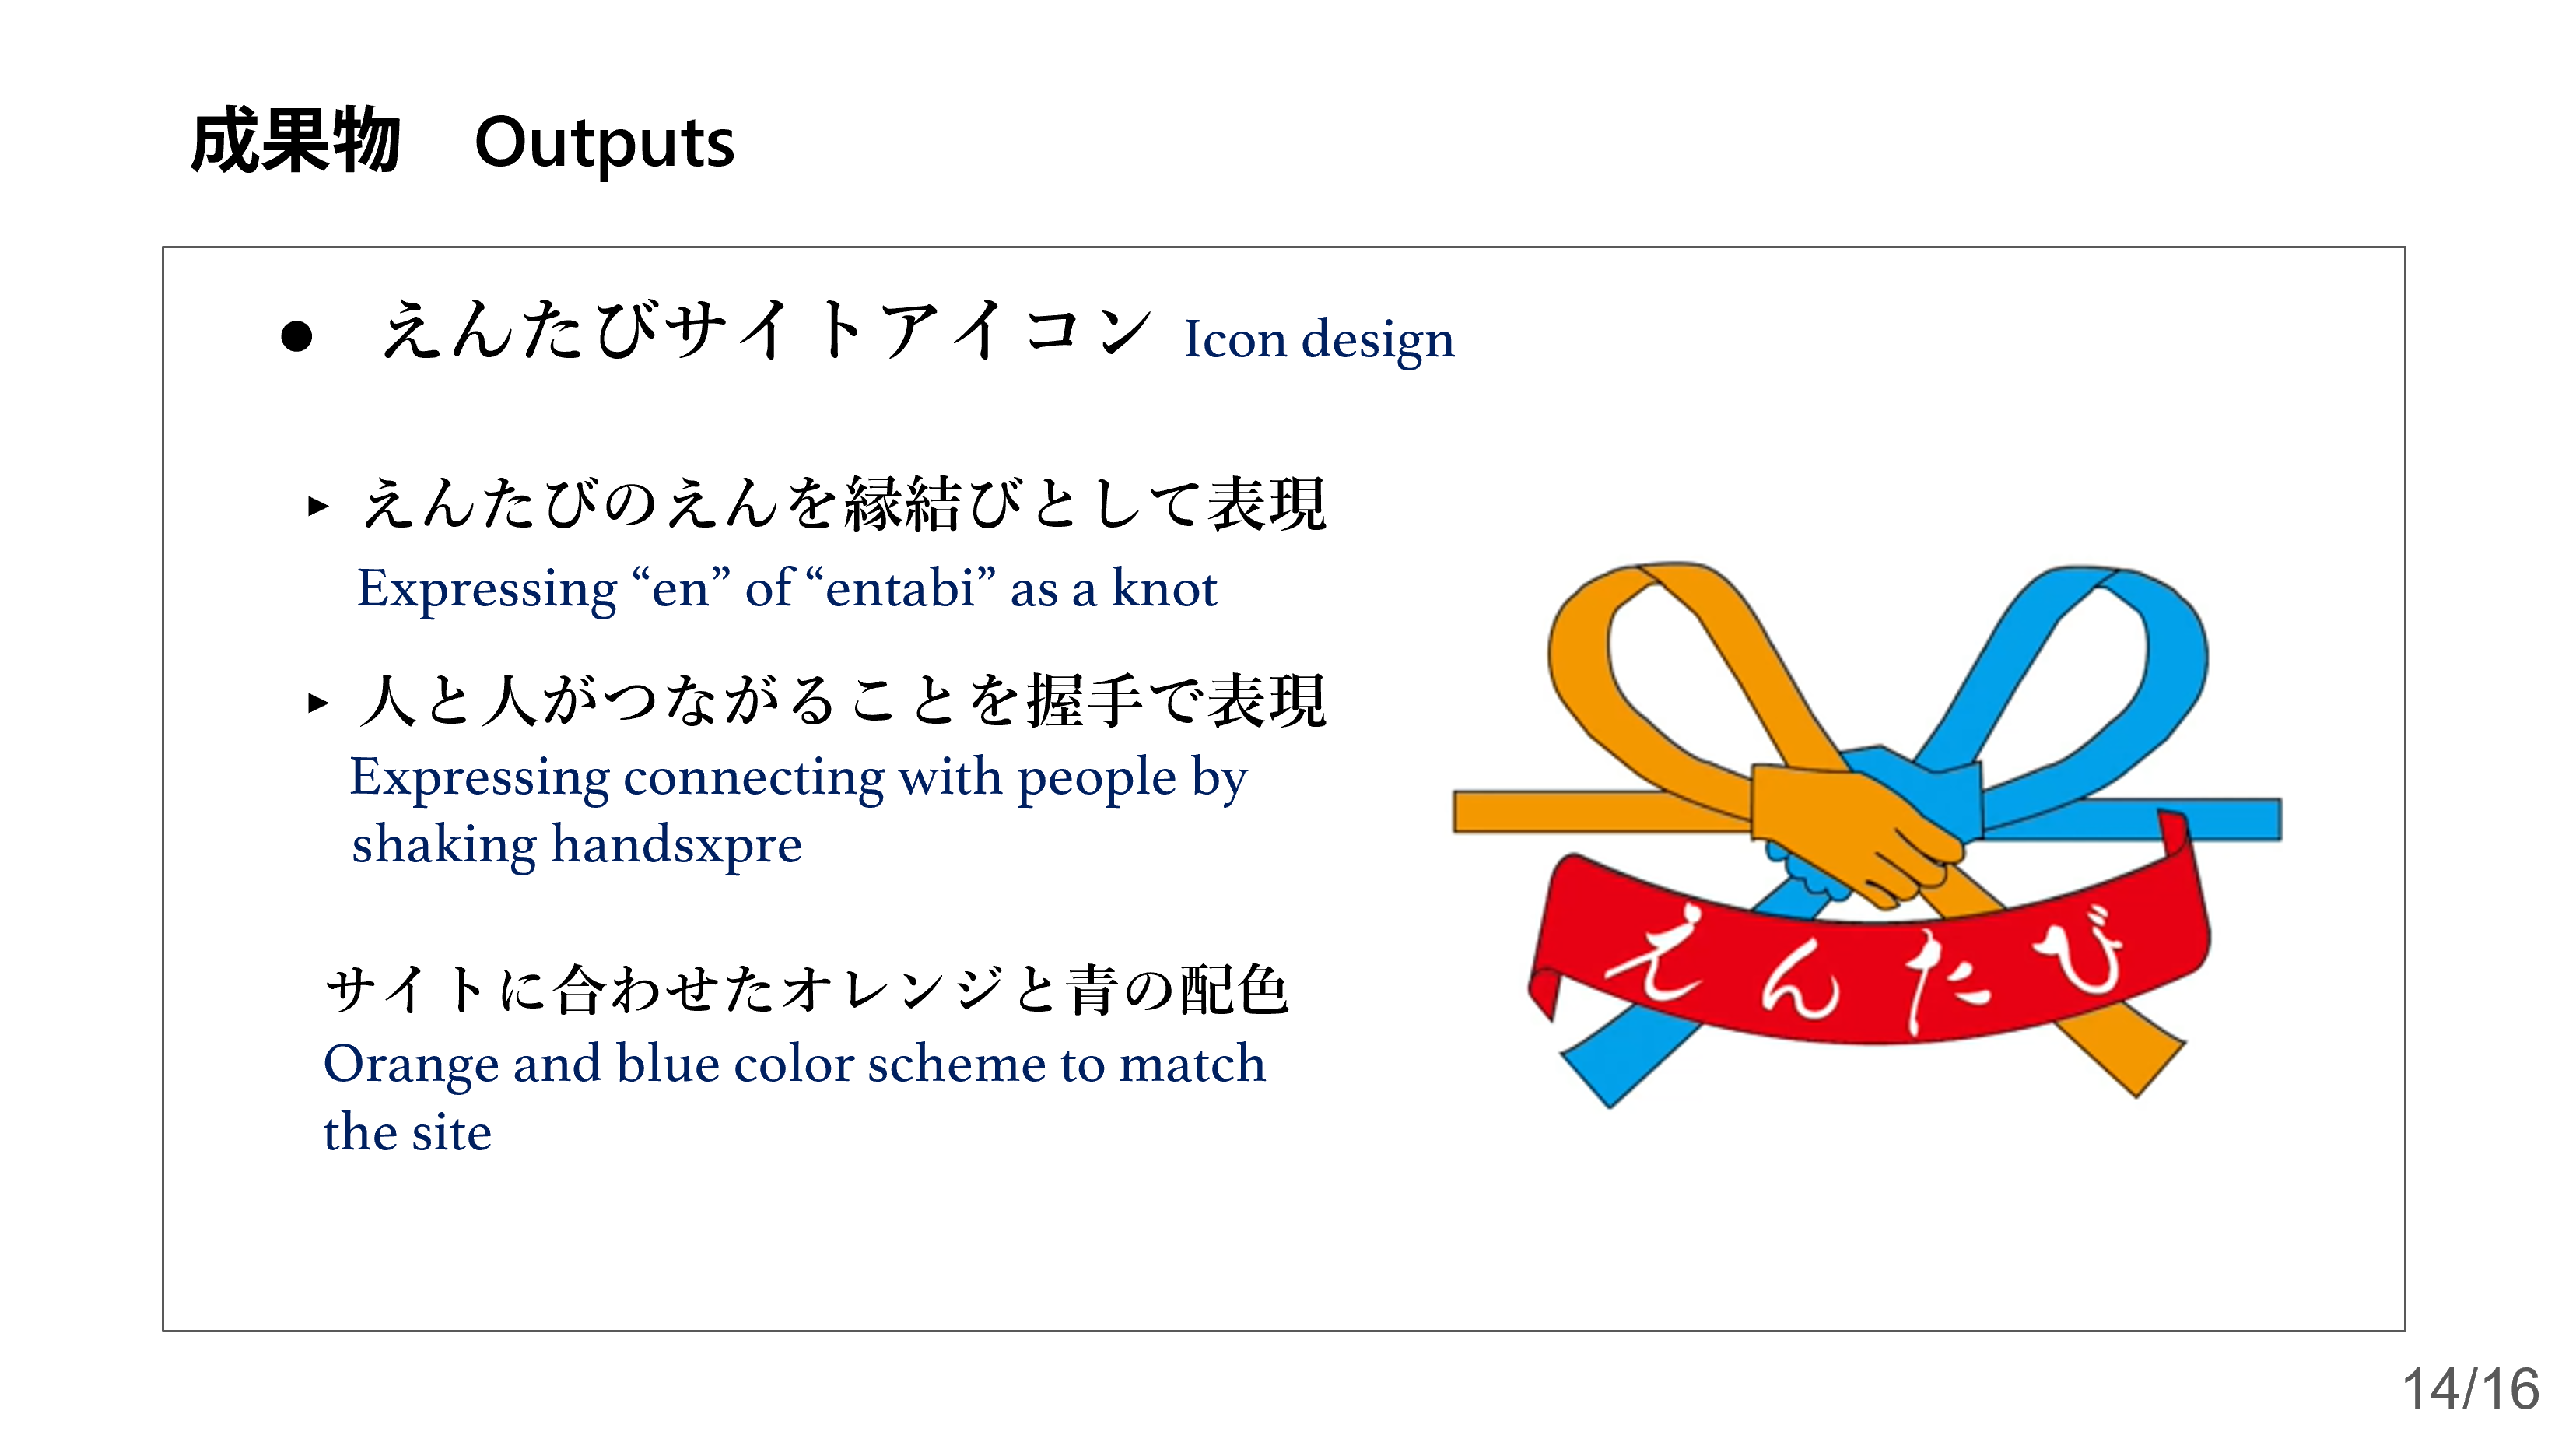 成果物　Outputs
● えんたびサイトアイコン Icon design
▸ えんたびのえんを縁結びとして表現
Expressing “en” of “entabi” as a knot
▸ 人と人がつながることを握手で表現
Expressing connecting with people by
shaking handsxpre
サイトに合わせたオレンジと青の配色
Orange and blue color scheme to match
the site
えんたび
14/16